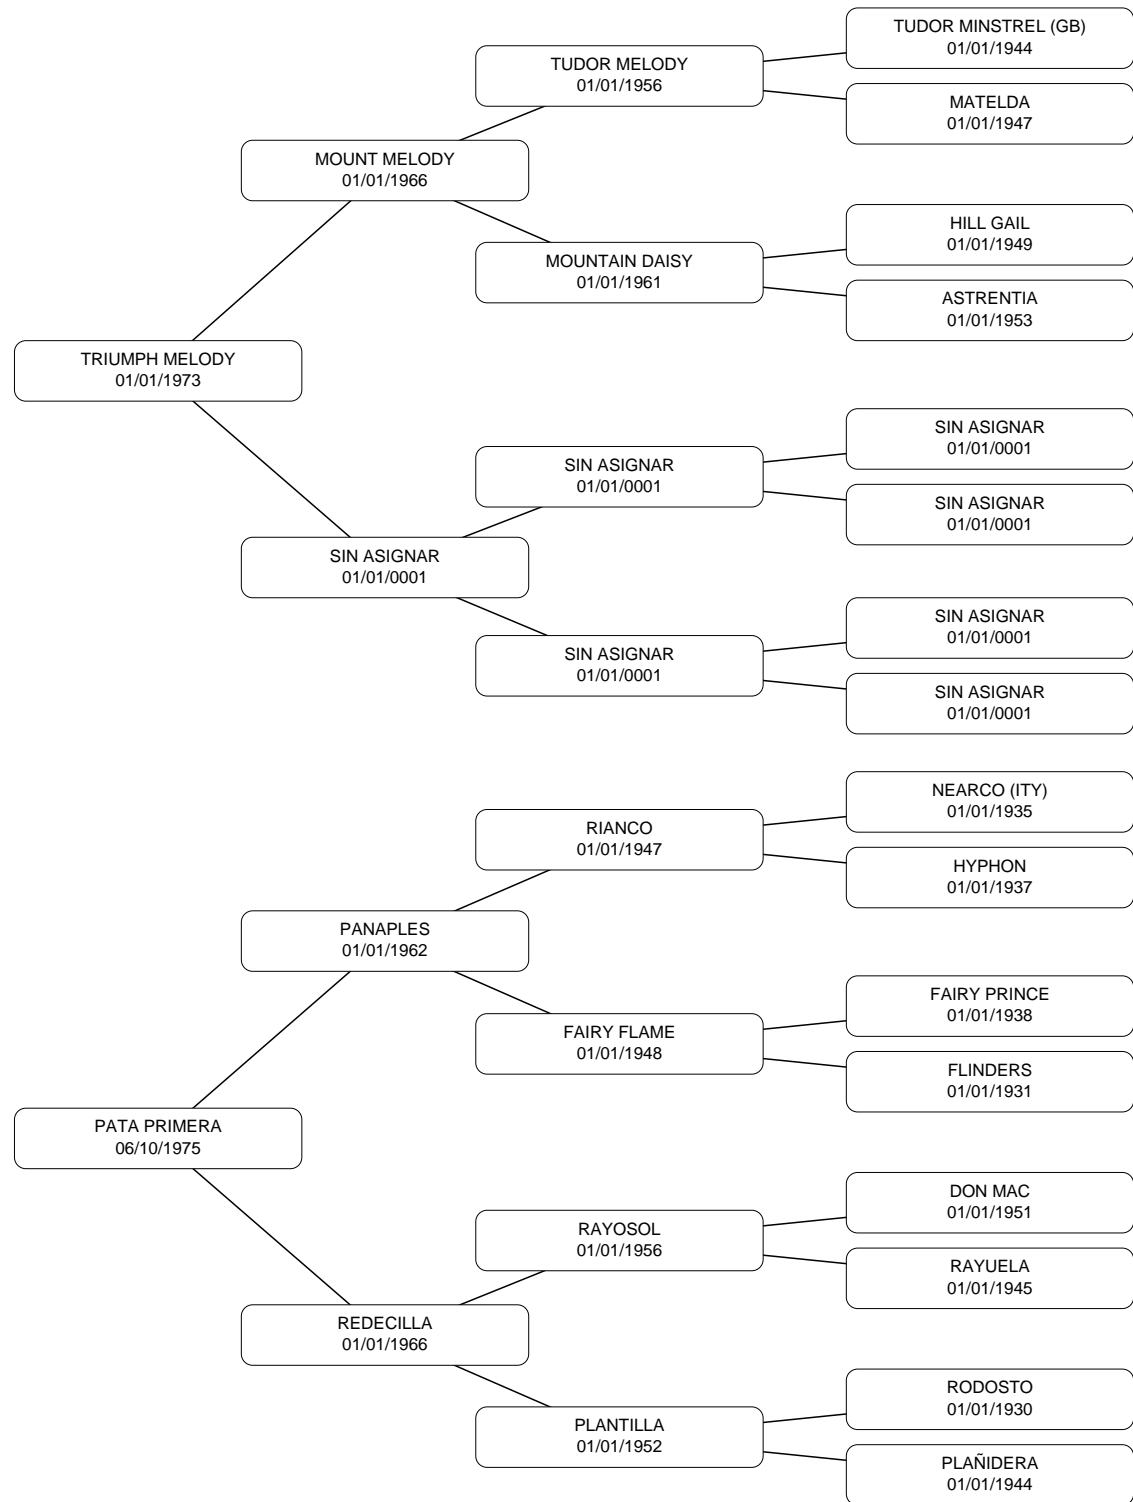 TUDOR MINSTREL (GB)
01/01/1944
TUDOR MELODY
01/01/1956
MATELDA
01/01/1947
MOUNT MELODY
01/01/1966
HILL GAIL
01/01/1949
MOUNTAIN DAISY
01/01/1961
ASTRENTIA
01/01/1953
TRIUMPH MELODY
01/01/1973
SIN ASIGNAR
01/01/0001
SIN ASIGNAR
01/01/0001
SIN ASIGNAR
01/01/0001
SIN ASIGNAR
01/01/0001
SIN ASIGNAR
01/01/0001
SIN ASIGNAR
01/01/0001
SIN ASIGNAR
01/01/0001
NEARCO (ITY)
01/01/1935
RIANCO
01/01/1947
HYPHON
01/01/1937
PANAPLES
01/01/1962
FAIRY PRINCE
01/01/1938
FAIRY FLAME
01/01/1948
FLINDERS
01/01/1931
PATA PRIMERA
06/10/1975
DON MAC
01/01/1951
RAYOSOL
01/01/1956
RAYUELA
01/01/1945
REDECILLA
01/01/1966
RODOSTO
01/01/1930
PLANTILLA
01/01/1952
PLAÑIDERA
01/01/1944